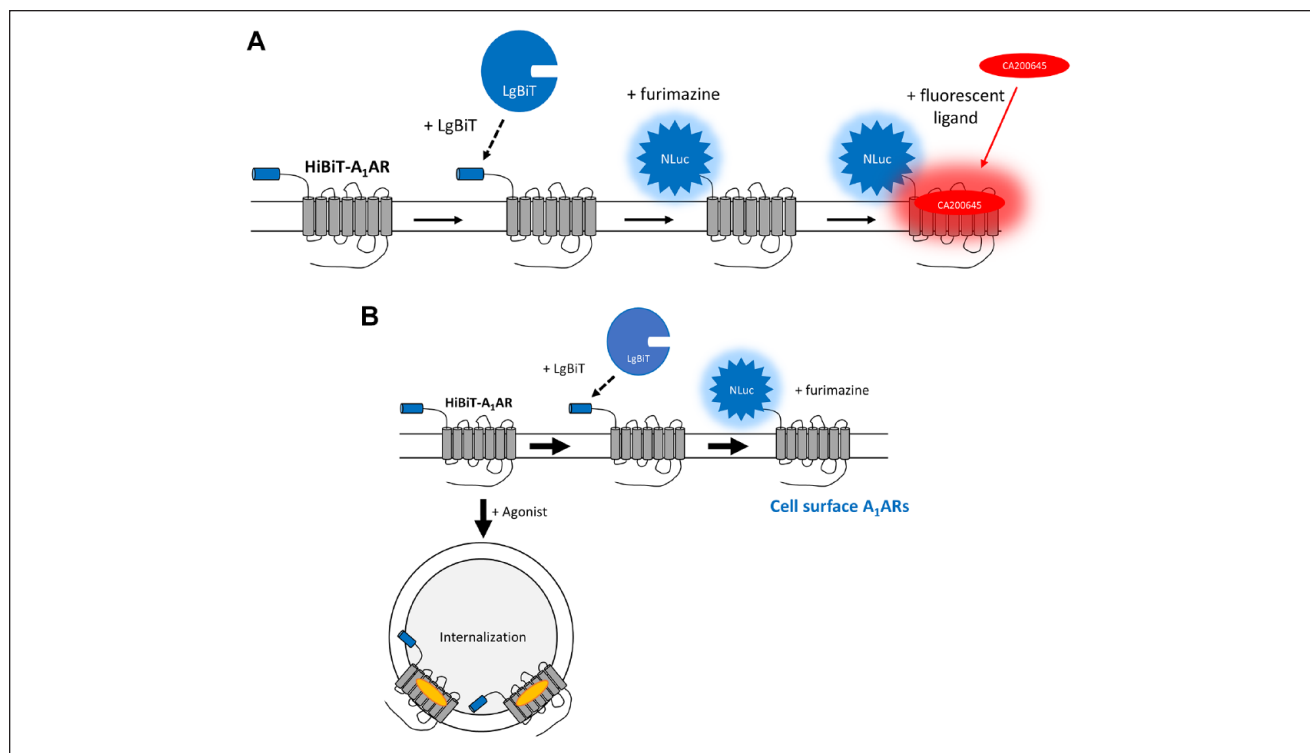 A
LgBiT
+ LgBiT
HiBiT-A₁AR
+ furimazine
NLuc
NLuc
+ fluorescent
ligand
CA200645
CA200645
B
LgBiT
+ LgBiT
HiBiT-A₁AR
NLuc
+ furimazine
Cell surface A₁ARs
+ Agonist
Internalization